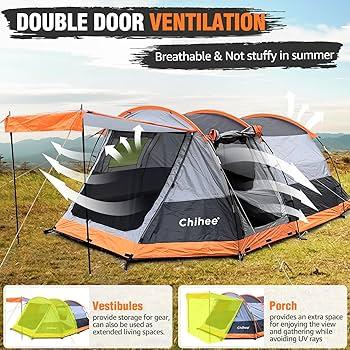 DOUBLE DOOR VENTILATION
Breathable & Not stuffy in summer
Chihee
Chihee
Vestibules
provide storage for gear,
can also be used as
extended living spaces.
Porch
provides an extra space
for enjoying the view
and gathering while
avoiding UV rays